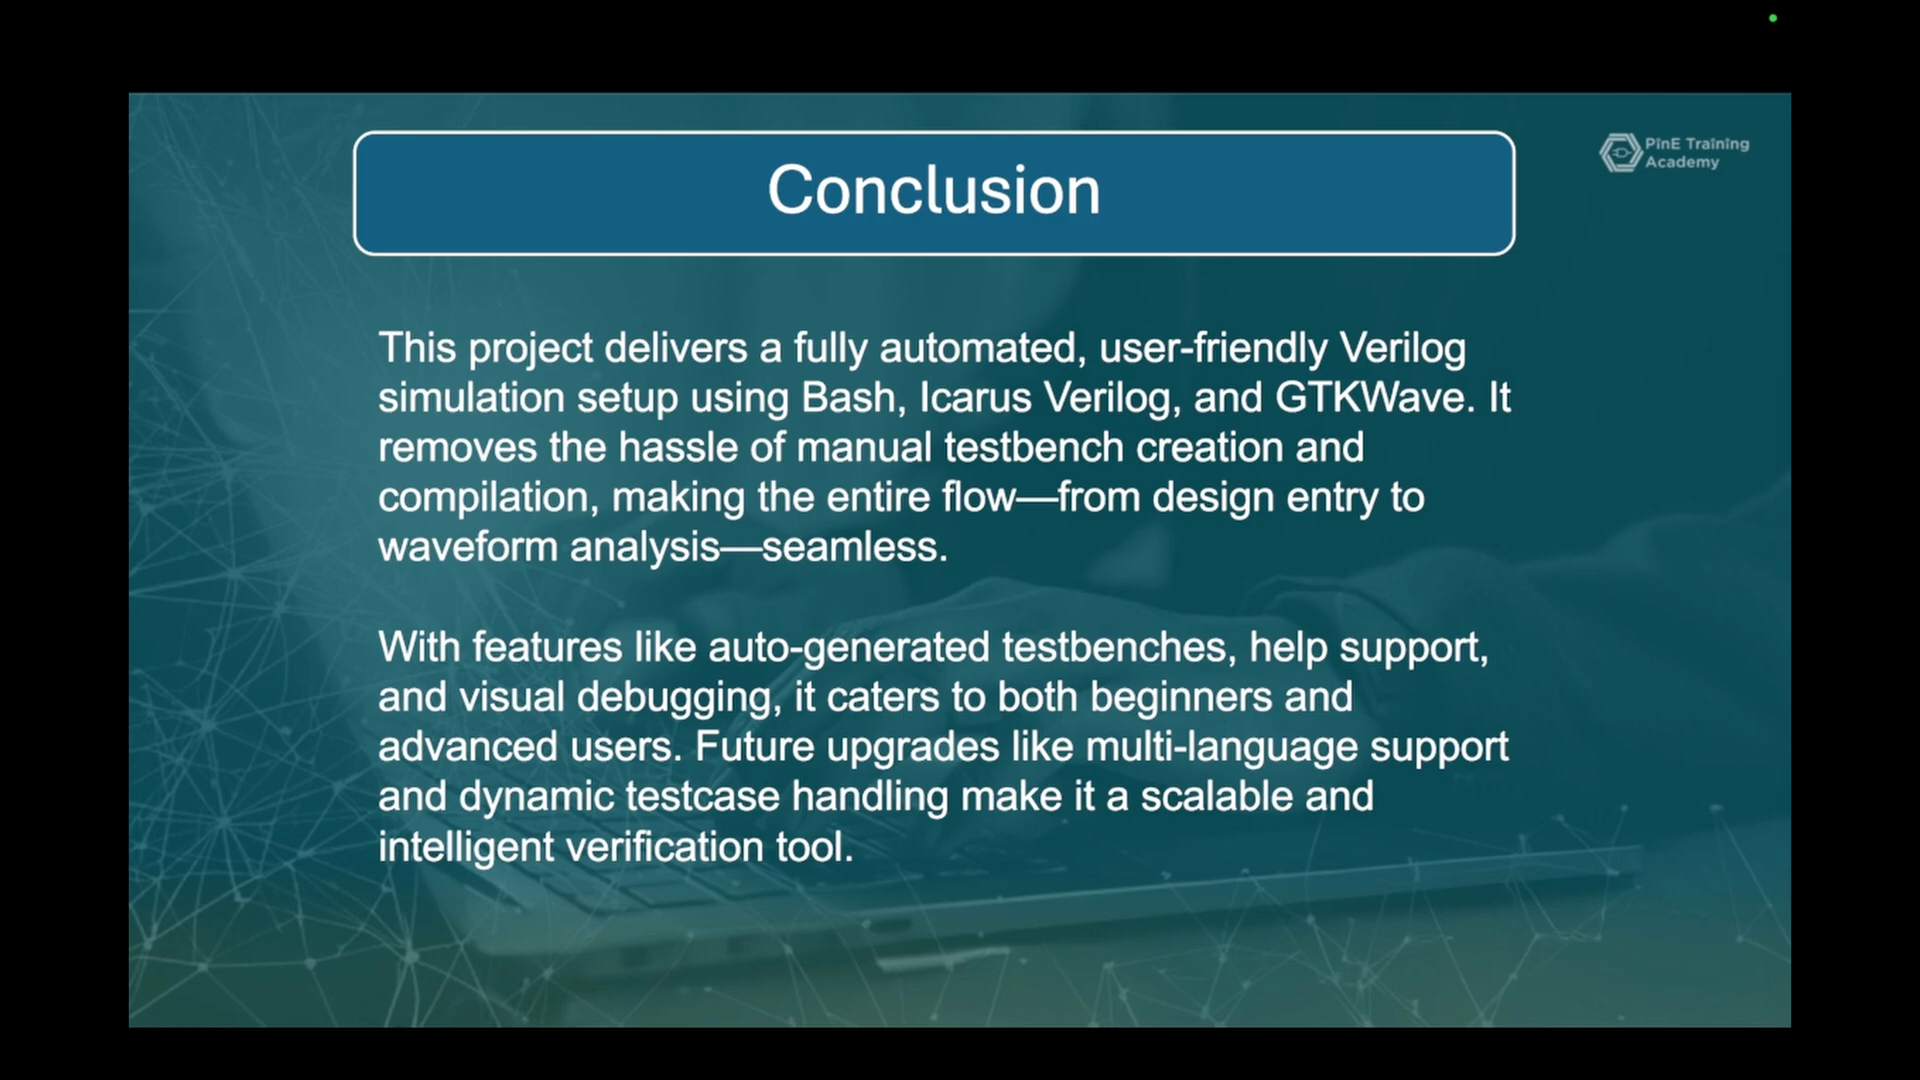 Conclusion
PinE Training
Academy
This project delivers a fully automated, user-friendly Verilog
simulation setup using Bash, Icarus Verilog, and GTKWave. It
removes the hassle of manual testbench creation and
compilation, making the entire flow—from design entry to
waveform analysis—seamless.
With features like auto-generated testbenches, help support,
and visual debugging, it caters to both beginners and
advanced users. Future upgrades like multi-language support
and dynamic testcase handling make it a scalable and
intelligent verification tool.